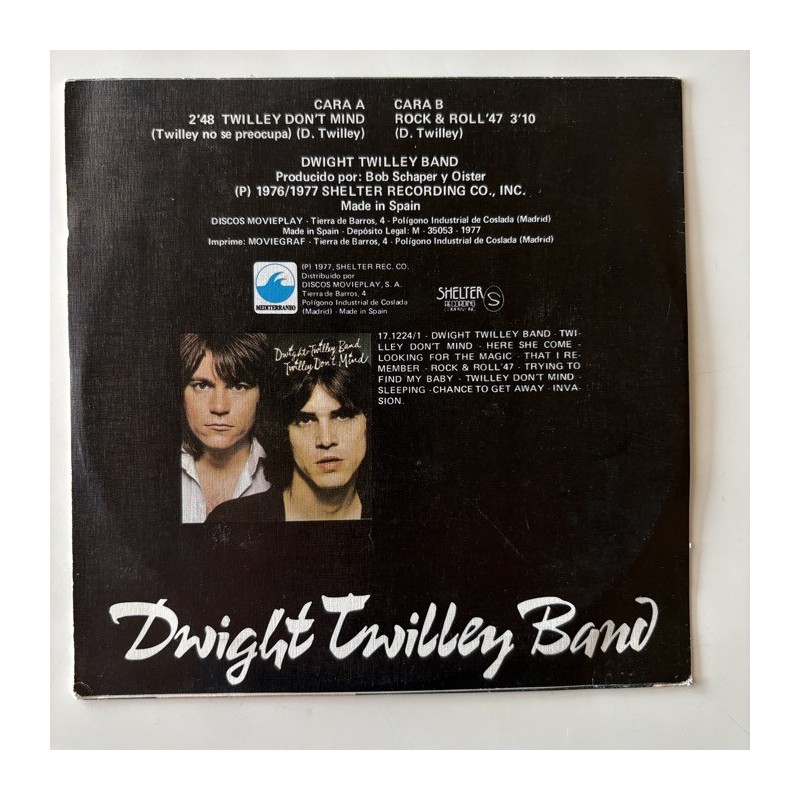 CARA A
2'48 TWILLEY DON'T MIND
(Twilley no se preocupa) (D. Twilley)
CARA B
ROCK & ROLL'47 3'10
(D. Twilley)
DWIGHT TWILLEY BAND
Producido por: Bob Schaper y Oister
(P) 1976/1977 SHELTER RECORDING CO., INC.
Made in Spain
DISCOS MOVIEPLAY - Tierra de Barros, 4 - Polígono Industrial de Coslada (Madrid)
Made in Spain - Depósito Legal: M - 35053 - 1977
Imprime: MOVIEGRAF - Tierra de Barros, 4 - Polígono Industrial de Coslada (Madrid)
MEDITERRANEO
(P) 1977, SHELTER REC. CO.
Distribuido por
DISCOS MOVIEPLAY, S. A.
Tierra de Barros, 4
Polígono Industrial de Coslada
(Madrid) - Made in Spain
SHELTER S
RECORDING
COMPANY INC.
Dwight Twilley Band
Twilley Don't Mind
17.1224/1 - DWIGHT TWILLEY BAND - TWI-
LLEY DON'T MIND - HERE SHE COME -
LOOKING FOR THE MAGIC - THAT I RE-
MEMBER - ROCK & ROLL'47 - TRYING TO
FIND MY BABY - TWILLEY DON'T MIND -
SLEEPING - CHANCE TO GET AWAY - INVA-
SION.
Dwight Twilley Band